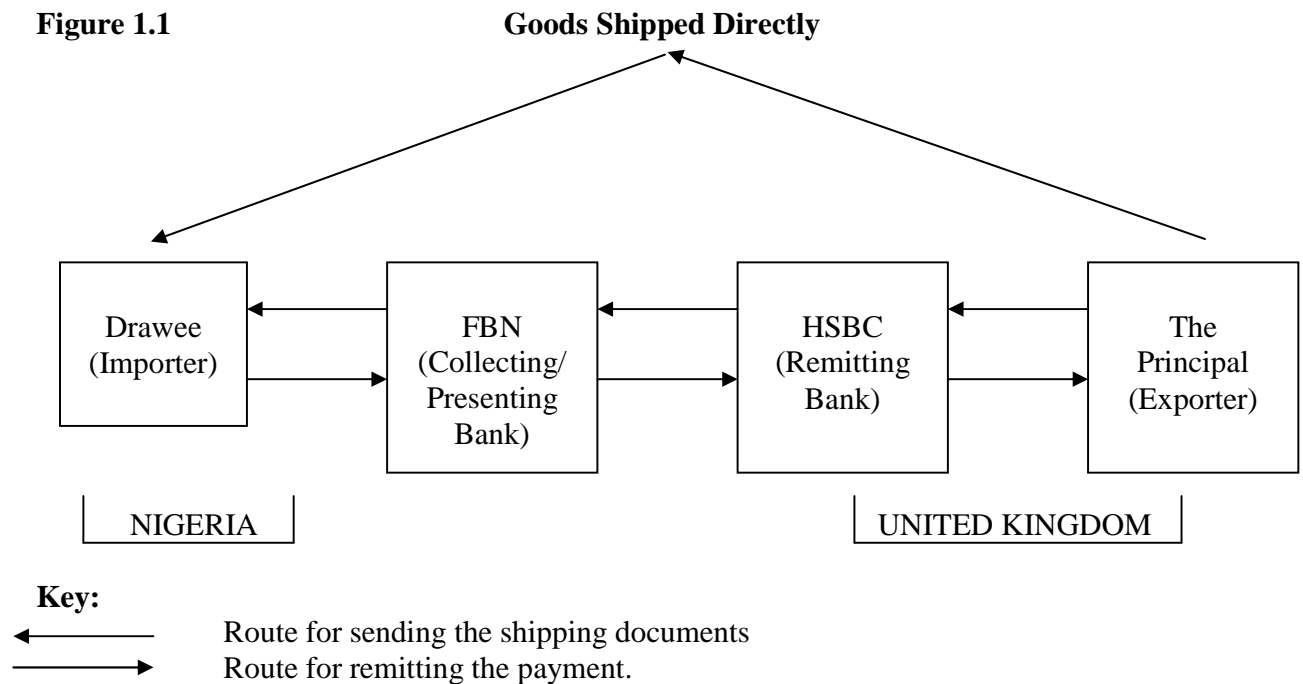 Figure 1.1
Goods Shipped Directly
Drawee
(Importer)
FBN
(Collecting/
Presenting
Bank)
HSBC
(Remitting
Bank)
The
Principal
(Exporter)
NIGERIA
UNITED KINGDOM
Key:
Route for sending the shipping documents
Route for remitting the payment.